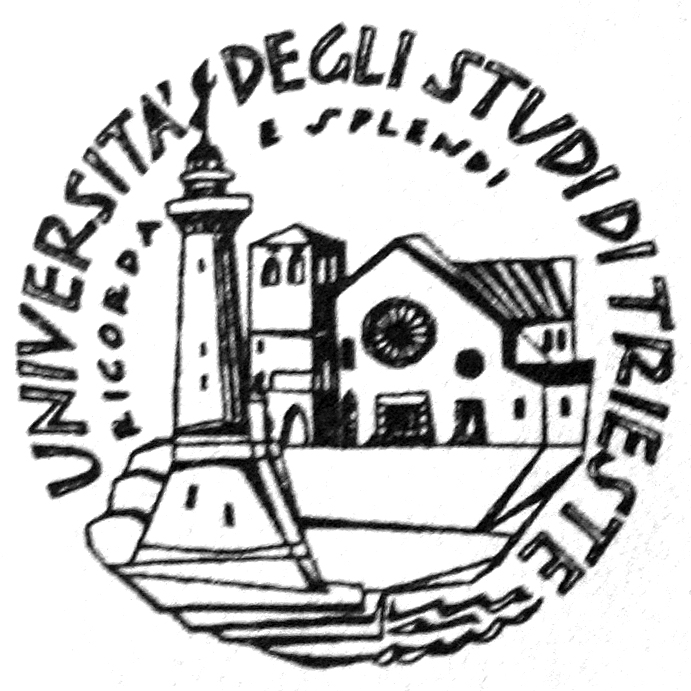 UNIVERSITA' DEGLI STUDI DI TRIESTE
RICORDA E SPLENDI